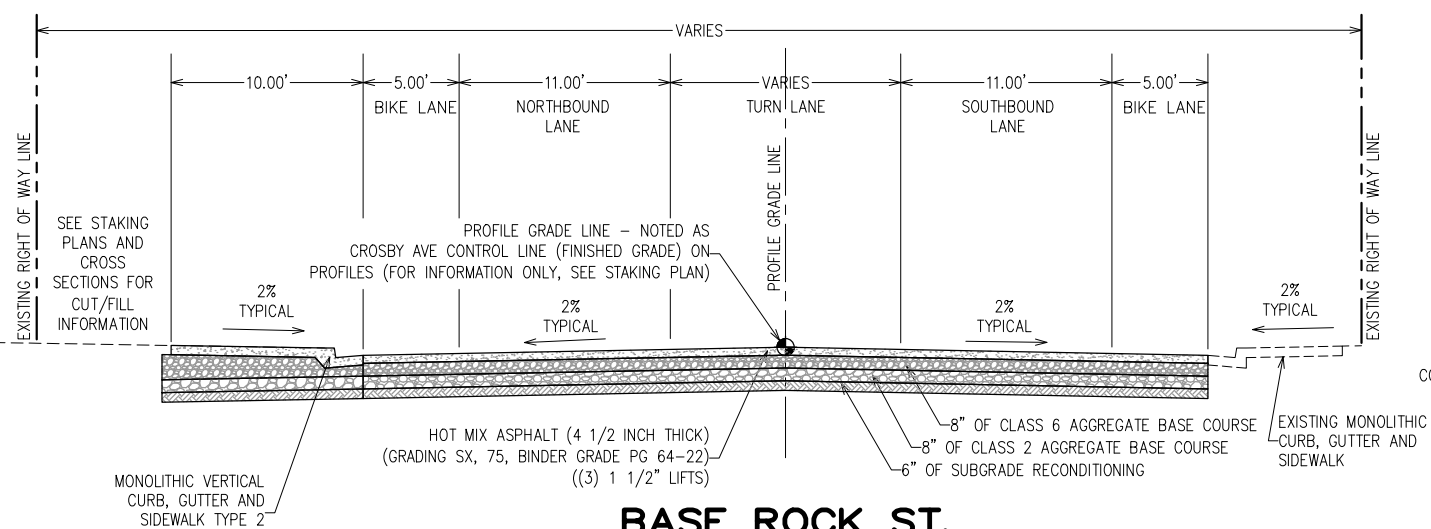 VARIES
10.00'
5.00'
BIKE LANE
11.00'
NORTHBOUND
LANE
VARIES
TURN LANE
11.00'
SOUTHBOUND
LANE
5.00'
BIKE LANE
EXISTING RIGHT OF WAY LINE
SEE STAKING
PLANS AND
CROSS
SECTIONS FOR
CUT/FILL
INFORMATION
PROFILE GRADE LINE – NOTED AS
CROSBY AVE CONTROL LINE (FINISHED GRADE) ON
PROFILES (FOR INFORMATION ONLY, SEE STAKING PLAN)
PROFILE GRADE LINE
EXISTING RIGHT OF WAY LINE
2%
TYPICAL
2%
TYPICAL
2%
TYPICAL
2%
TYPICAL
HOT MIX ASPHALT (4 1/2 INCH THICK)
(GRADING SX, 75, BINDER GRADE PG 64-22)
((3) 1 1/2" LIFTS)
8" OF CLASS 6 AGGREGATE BASE COURSE
8" OF CLASS 2 AGGREGATE BASE COURSE
6" OF SUBGRADE RECONDITIONING
EXISTING MONOLITHIC
CURB, GUTTER AND
SIDEWALK
MONOLITHIC VERTICAL
CURB, GUTTER AND
SIDEWALK TYPE 2
BASE ROCK ST.